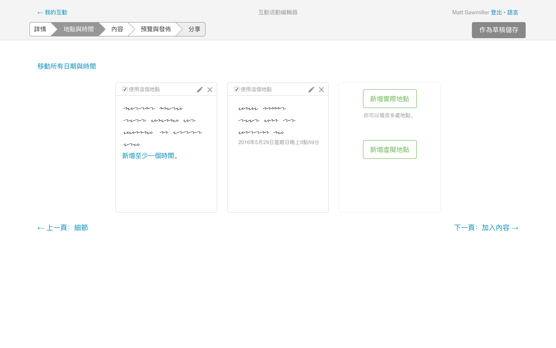 ← 我的互動
互動活動編輯器
Matt Sawmiller 登出 • 語言
詳情
地點與時間
內容
預覽與發佈
分享
作為草稿儲存
移動所有日期與時間
使用這個地點
新增至少一個時間。
使用這個地點
2016年5月29日星期日晚上9點59分
新增實際地點
你可以複選多處地點。
新增虛擬地點
← 上一頁：細節
下一頁：加入內容 →